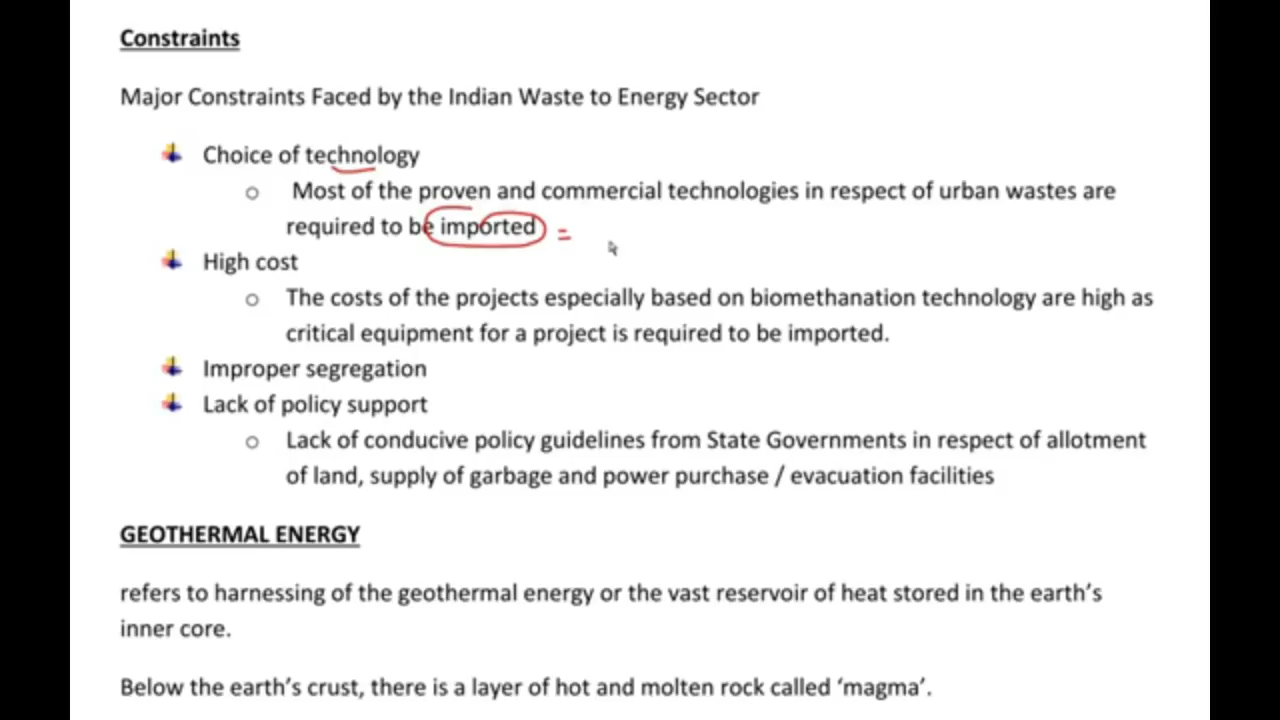 Constraints
Major Constraints Faced by the Indian Waste to Energy Sector
Choice of technology
o Most of the proven and commercial technologies in respect of urban wastes are
required to be imported =
High cost
o The costs of the projects especially based on biomethanation technology are high as
critical equipment for a project is required to be imported.
Improper segregation
Lack of policy support
o Lack of conducive policy guidelines from State Governments in respect of allotment
of land, supply of garbage and power purchase / evacuation facilities
GEOTHERMAL ENERGY
refers to harnessing of the geothermal energy or the vast reservoir of heat stored in the earth’s
inner core.
Below the earth’s crust, there is a layer of hot and molten rock called ‘magma’.